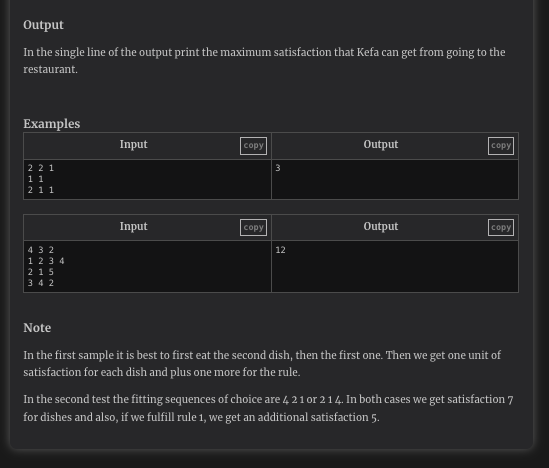 Output
In the single line of the output print the maximum satisfaction that Kefa can get from going to the
restaurant.
Examples
Input copy Output copy
2 2 1
1 1
2 1 1
3
Input copy Output copy
4 3 2
1 2 3 4
2 1 5
3 4 2
12
Note
In the first sample it is best to first eat the second dish, then the first one. Then we get one unit of
satisfaction for each dish and plus one more for the rule.
In the second test the fitting sequences of choice are 4 2 1 or 2 1 4. In both cases we get satisfaction 7
for dishes and also, if we fulfill rule 1, we get an additional satisfaction 5.